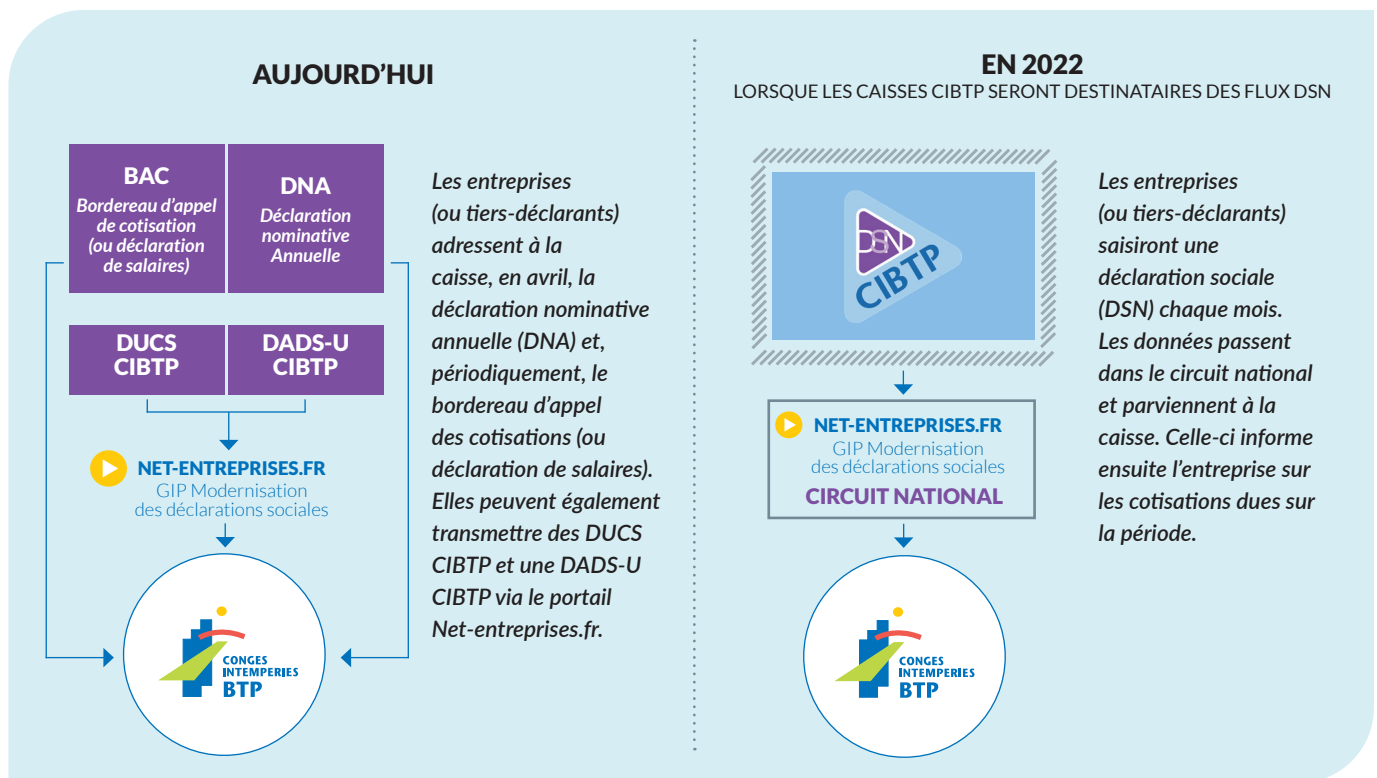 AUJOURD'HUI
BAC
Bordereau d'appel
de cotisation
(ou déclaration
de salaires)
DNA
Déclaration
nominative
Annuelle
DUCS
CIBTP
DADS-U
CIBTP
NET-ENTREPRISES.FR
GIP Modernisation
des déclarations sociales
CONGES
INTEMPERIES
BTP
Les entreprises
(ou tiers-déclarants)
adressent à la
caisse, en avril, la
déclaration nominative
annuelle (DNA) et,
périodiquement, le
bordereau d'appel
des cotisations (ou
déclaration de salaires).
Elles peuvent également
transmettre des DUCS
CIBTP et une DADS-U
CIBTP via le portail
Net-entreprises.fr.
EN 2022
LORSQUE LES CAISSES CIBTP SERONT DESTINATAIRES DES FLUX DSN
DSN
CIBTP
NET-ENTREPRISES.FR
GIP Modernisation
des déclarations sociales
CIRCUIT NATIONAL
CONGES
INTEMPERIES
BTP
Les entreprises
(ou tiers-déclarants)
saisiront une
déclaration sociale
(DSN) chaque mois.
Les données passent
dans le circuit national
et parviennent à la
caisse. Celle-ci informe
ensuite l'entreprise sur
les cotisations dues sur
la période.